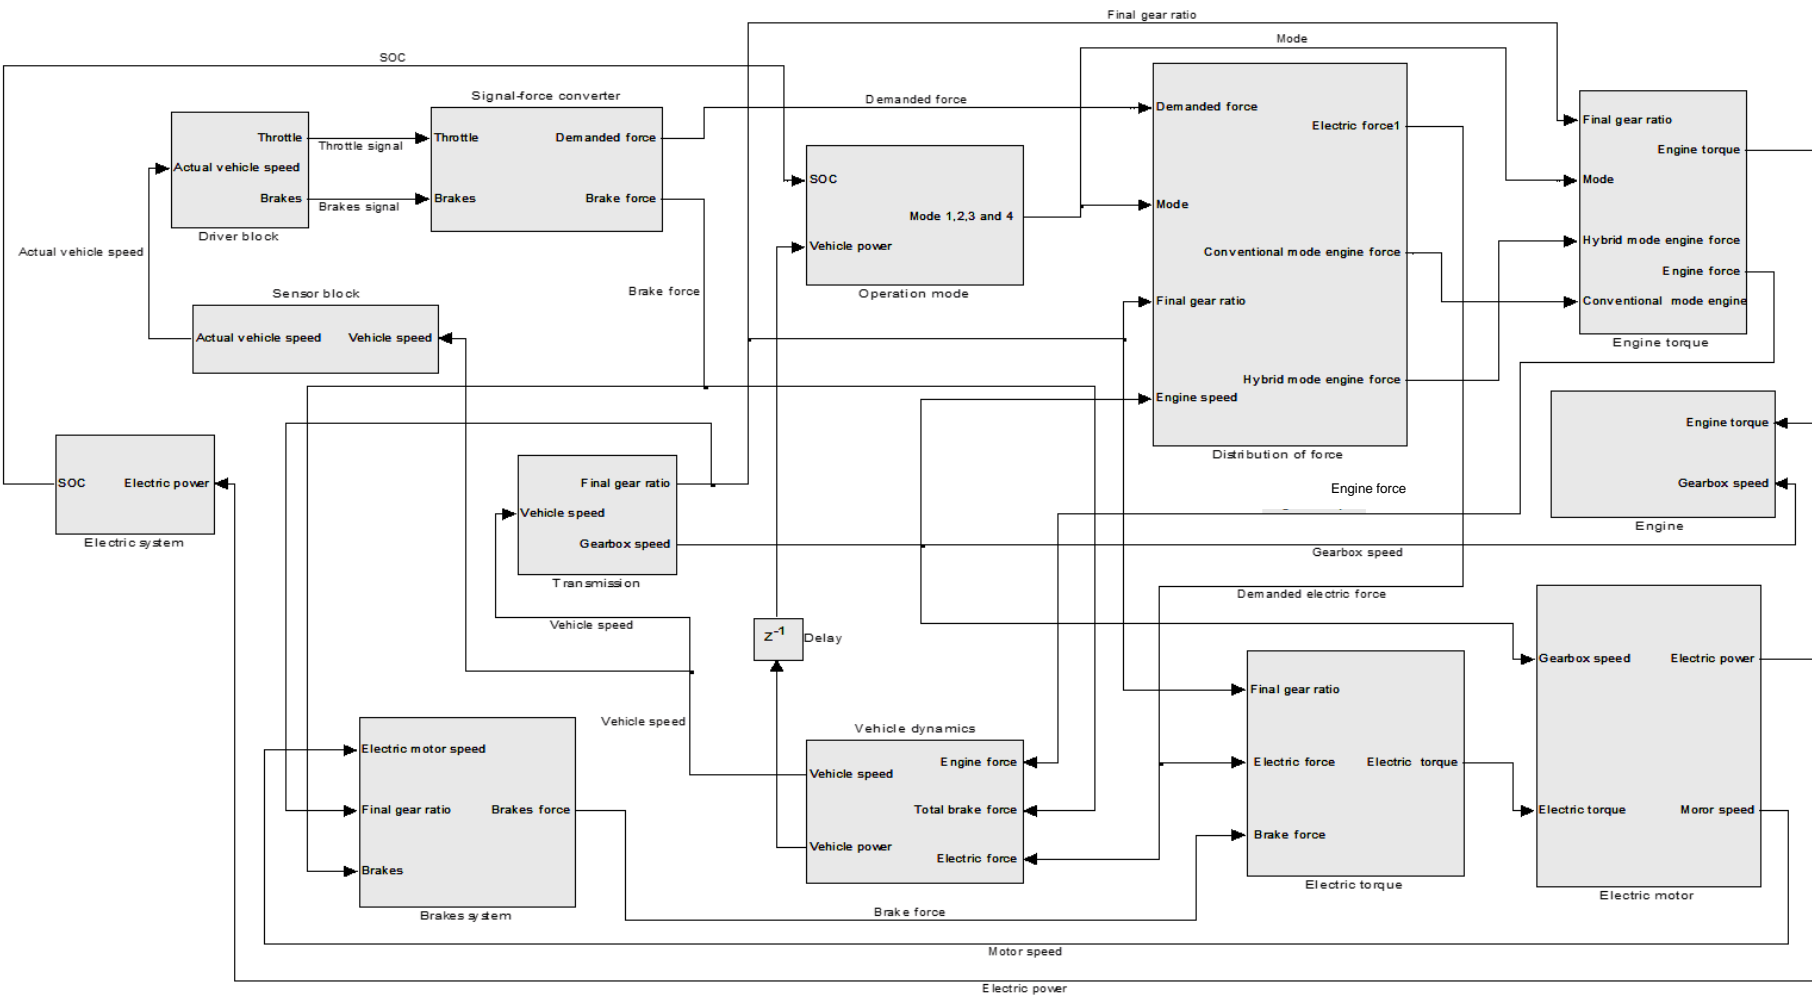 Final gear ratio
Mode
SOC
Signal-force converter
Demanded force
Throttle
Throttle signal
Actual vehicle speed
Brakes
Brakes signal
Driver block
Throttle
Demanded force
Brakes
Brake force
Actual vehicle speed
Sensor block
Actual vehicle speed
Vehicle speed
Brake force
SOC
Mode 1,2,3 and 4
Vehicle power
Operation mode
Demanded force
Electric force1
Mode
Conventional mode engine force
Final gear ratio
Hybrid mode engine force
Engine speed
Distribution of force
Final gear ratio
Engine torque
Mode
Hybrid mode engine force
Engine force
Conventional mode engine
Engine torque
Engine torque
Gearbox speed
Engine
SOC
Electric power
Electric system
Final gear ratio
Vehicle speed
Gearbox speed
Transmission
Engine force
Gearbox speed
Demanded electric force
Vehicle speed
z-1
Delay
Gearbox speed
Electric power
Electric torque
Moror speed
Electric motor
Final gear ratio
Electric force
Electric torque
Brake force
Electric torque
Vehicle speed
Vehicle dynamics
Engine force
Vehicle speed
Total brake force
Vehicle power
Electric force
Electric motor speed
Final gear ratio
Brakes force
Brakes
Brakes system
Brake force
Motor speed
Electric power